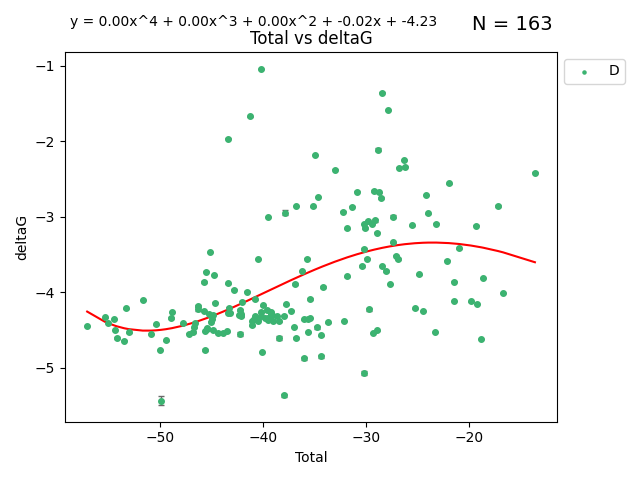 y = 0.00x^4 + 0.00x^3 + 0.00x^2 + -0.02x + -4.23
N = 163
Total vs deltaG
D
−1
−2
−3
−4
−5
deltaG
−50
−40
−30
−20
Total